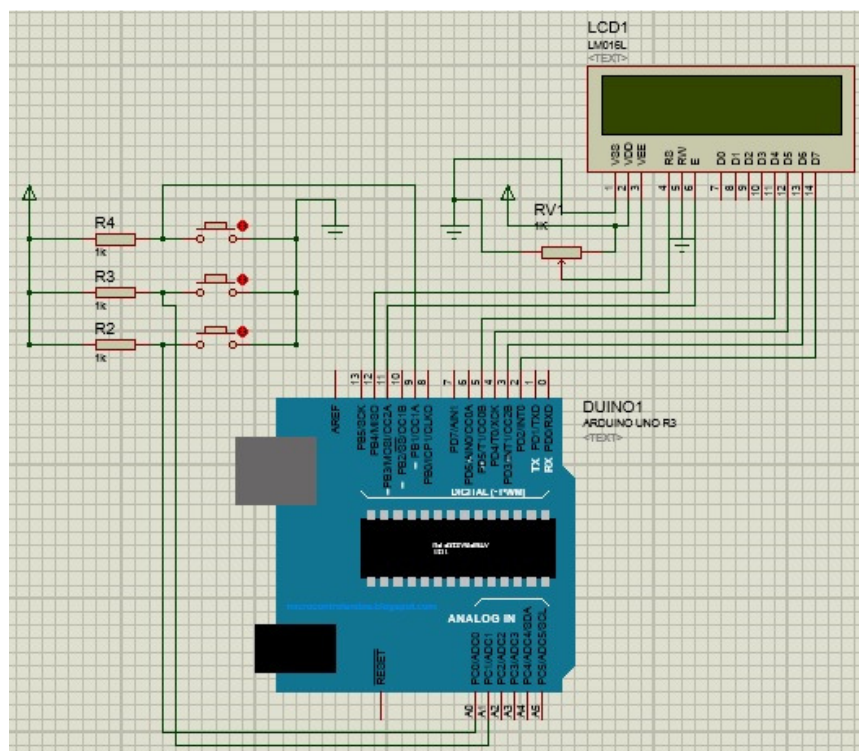 LCD1
LM016L
<TEXT>
VSS
VDD
VEE
RS
RW
E
D0
D1
D2
D3
D4
D5
D6
D7
1
2
3
4
5
6
7
8
9
10
11
12
13
14
RV1
1K
R4
1k
R3
1k
R2
1k
13
12
11
10
9
8
7
6
5
4
3
2
1
0
AREF
PB5/SCK
PB4/MISO
PB3/MOSI/OC2A
PB2/SS/OC1B
PB1/OC1A
PB0/ICP1/CLKO
PD7/AIN1
PD6/AIN0/OC0A
PD5/T1/OC0B
PD4/T0/XCK
PD3/INT1/OC2B
PD2/INT0
TX PD1/TXD
RX PD0/RXD
DIGITAL (~PWM)
DUINO1
ARDUINO UNO R3
<TEXT>
ANALOG IN
RESET
PC0/ADC0
PC1/ADC1
PC2/ADC2
PC3/ADC3
PC4/ADC4/SDA
PC5/ADC5/SCL
A0
A1
A2
A3
A4
A5